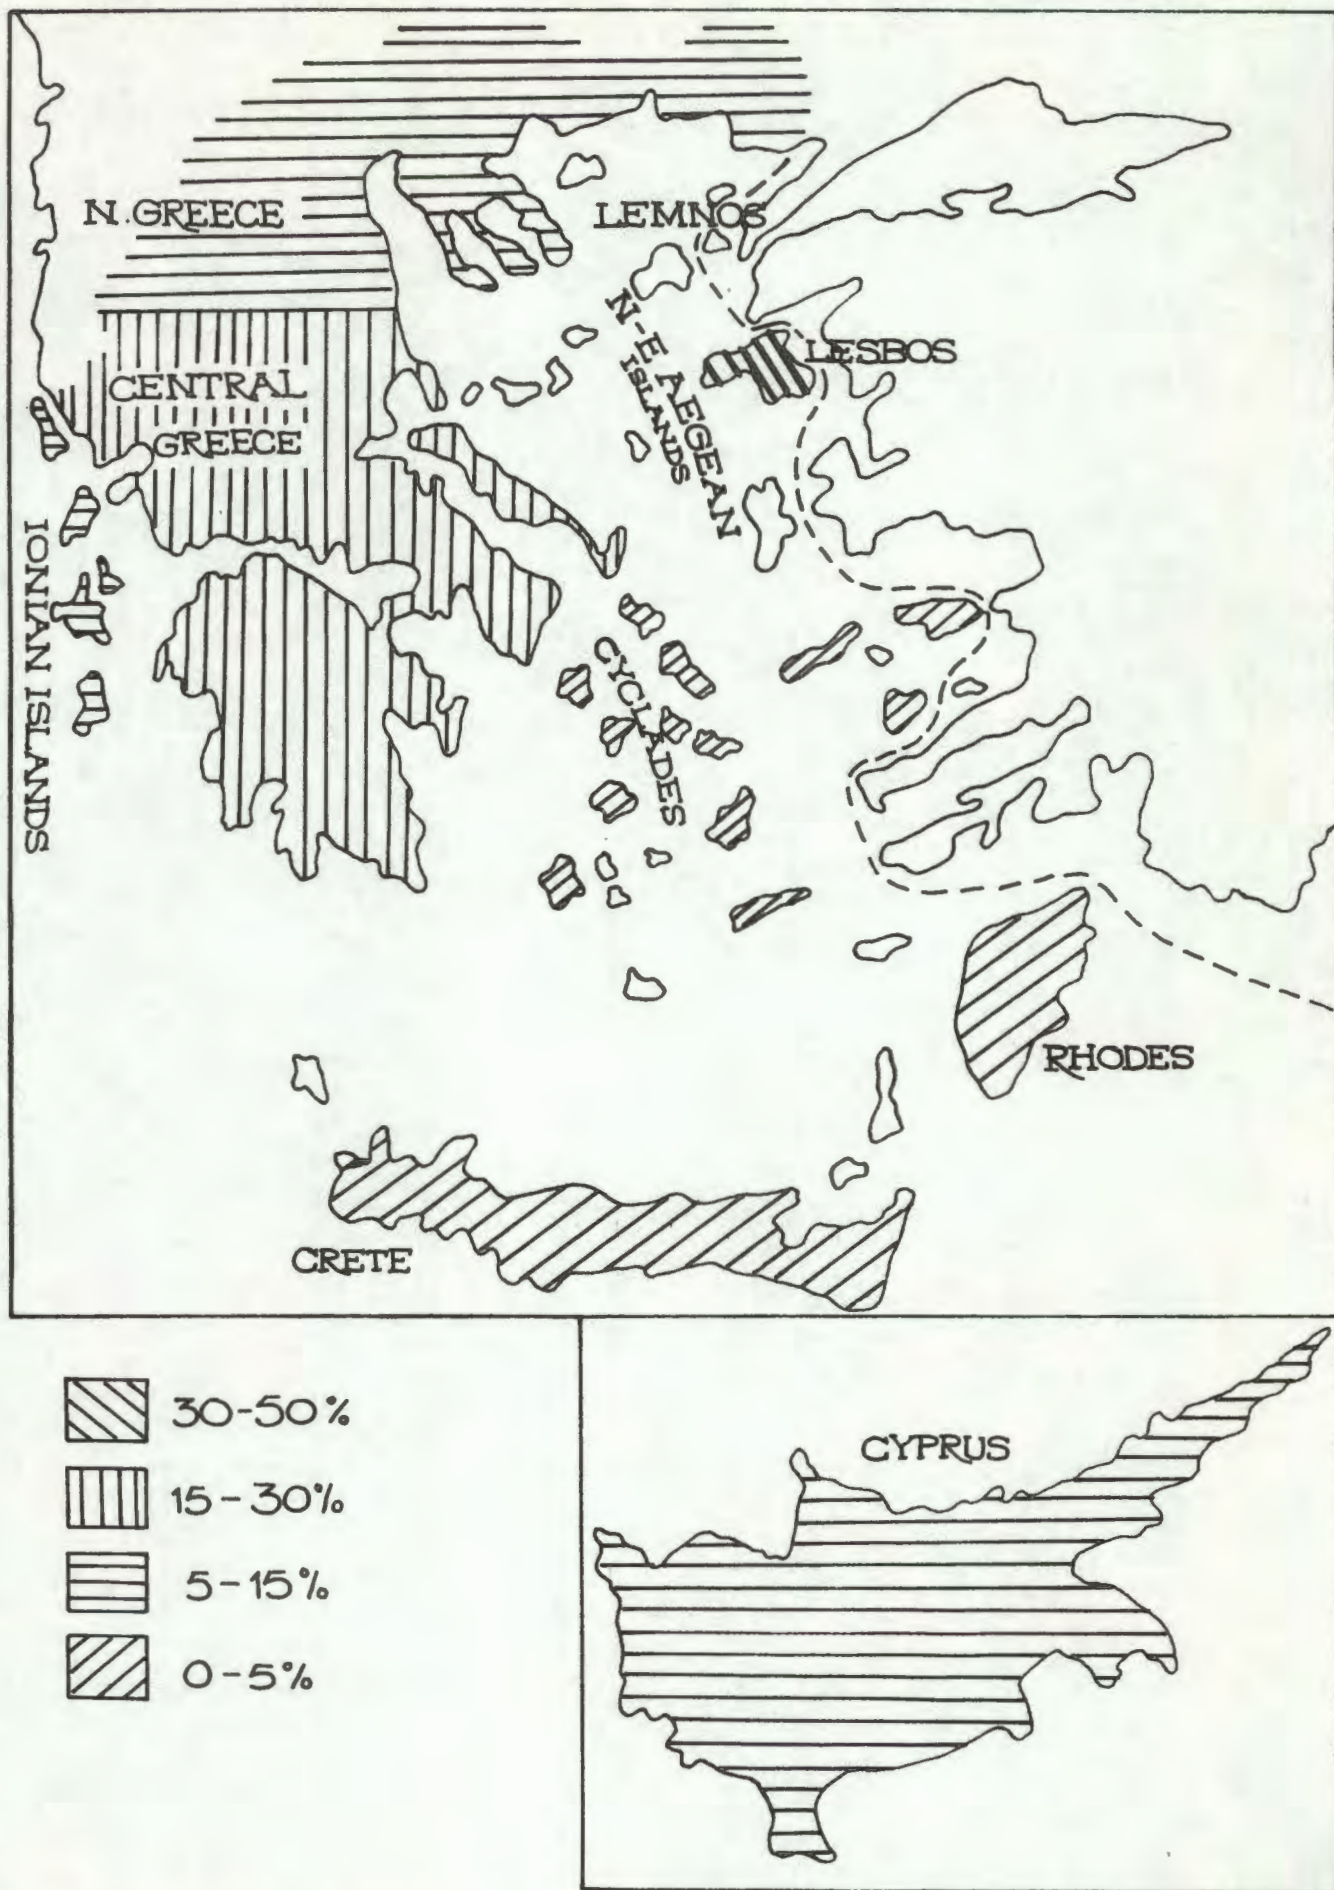 N. GREECE
LEMNOS
N-E AEGEAN
ISLANDS
LESBOS
CENTRAL
GREECE
IONIAN ISLANDS
CYCLADES
RHODES
CRETE
30-50%
15-30%
5-15%
0-5%
CYPRUS